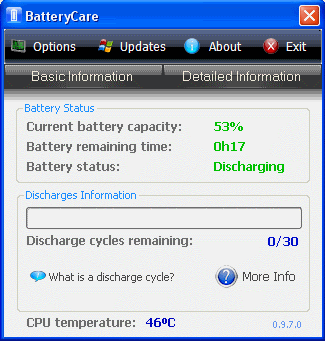 BatteryCare
Options Updates About Exit
Basic Information Detailed Information
Battery Status
Current battery capacity: 53%
Battery remaining time: 0h17
Battery status: Discharging
Discharges Information
Discharge cycles remaining: 0/30
What is a discharge cycle? More Info
CPU temperature: 46ºC 0.9.7.0